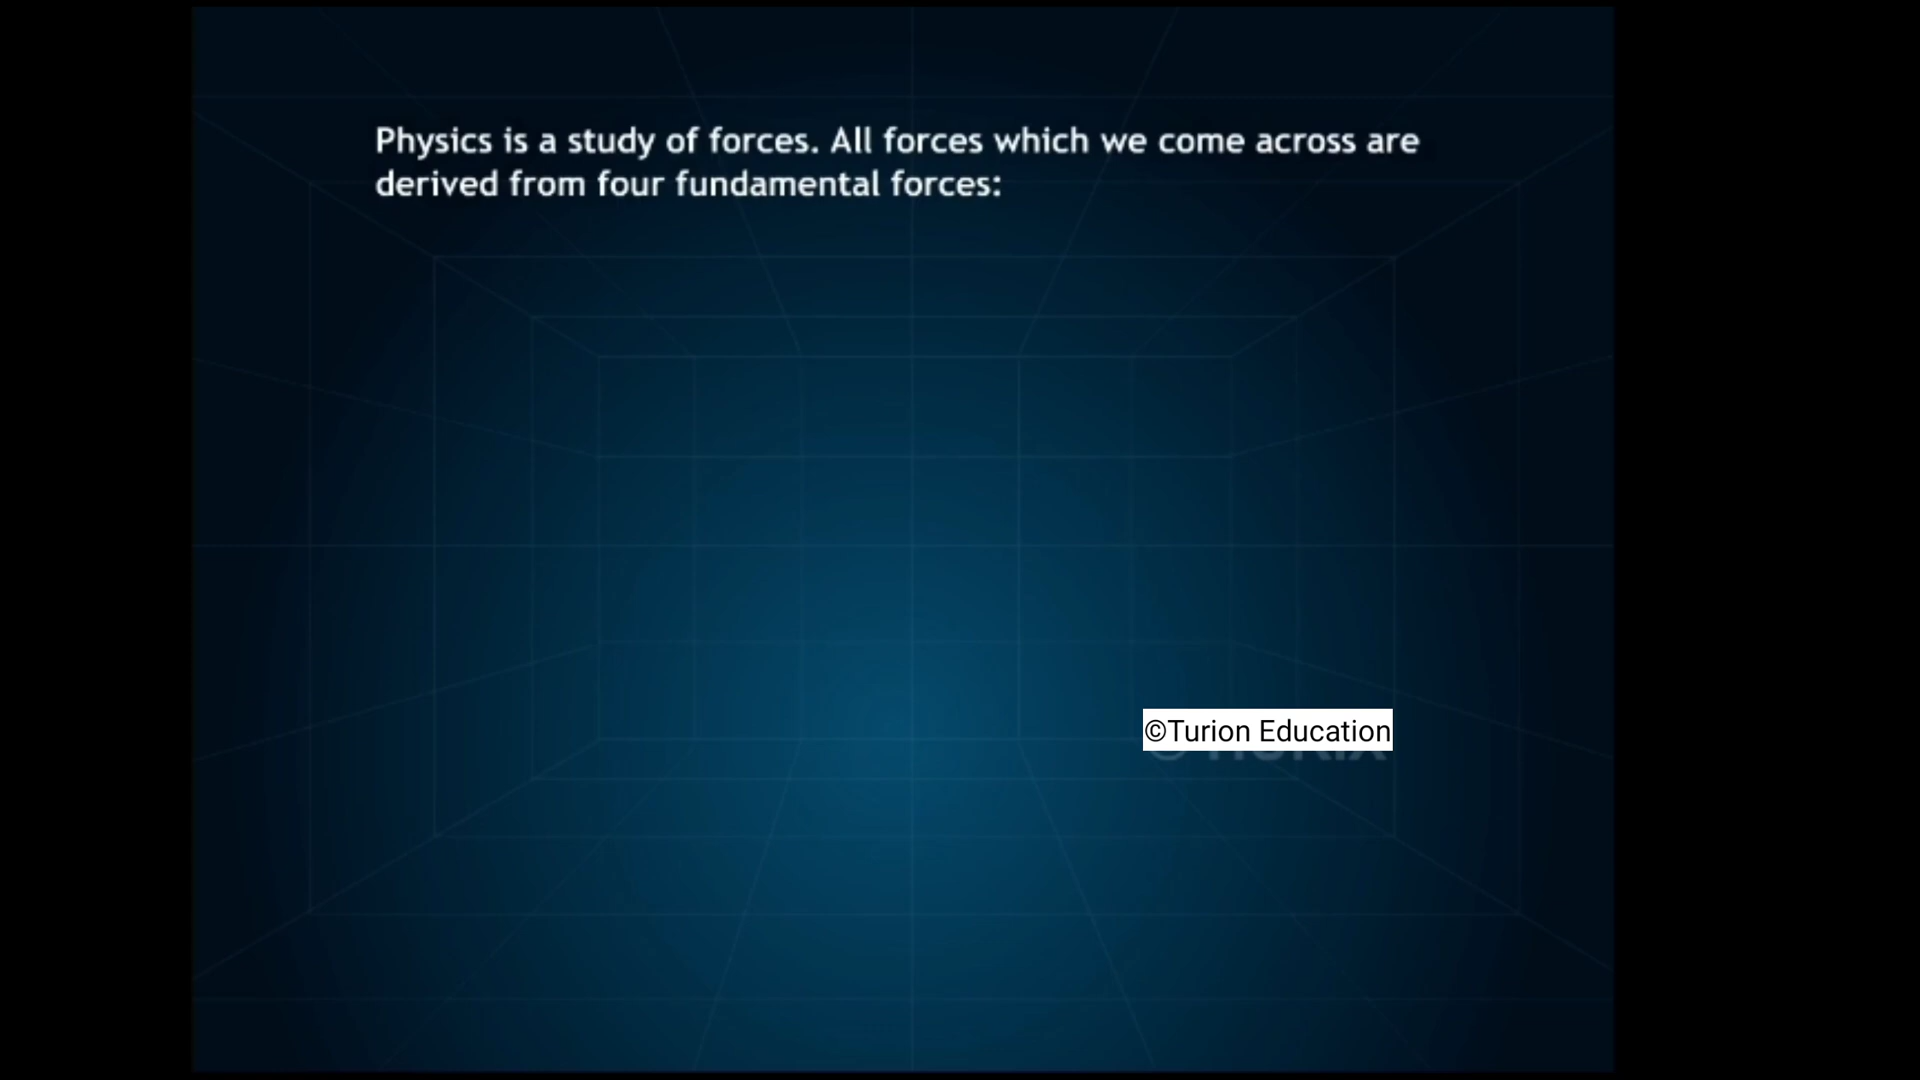 Physics is a study of forces. All forces which we come across are
derived from four fundamental forces:
©Turion Education